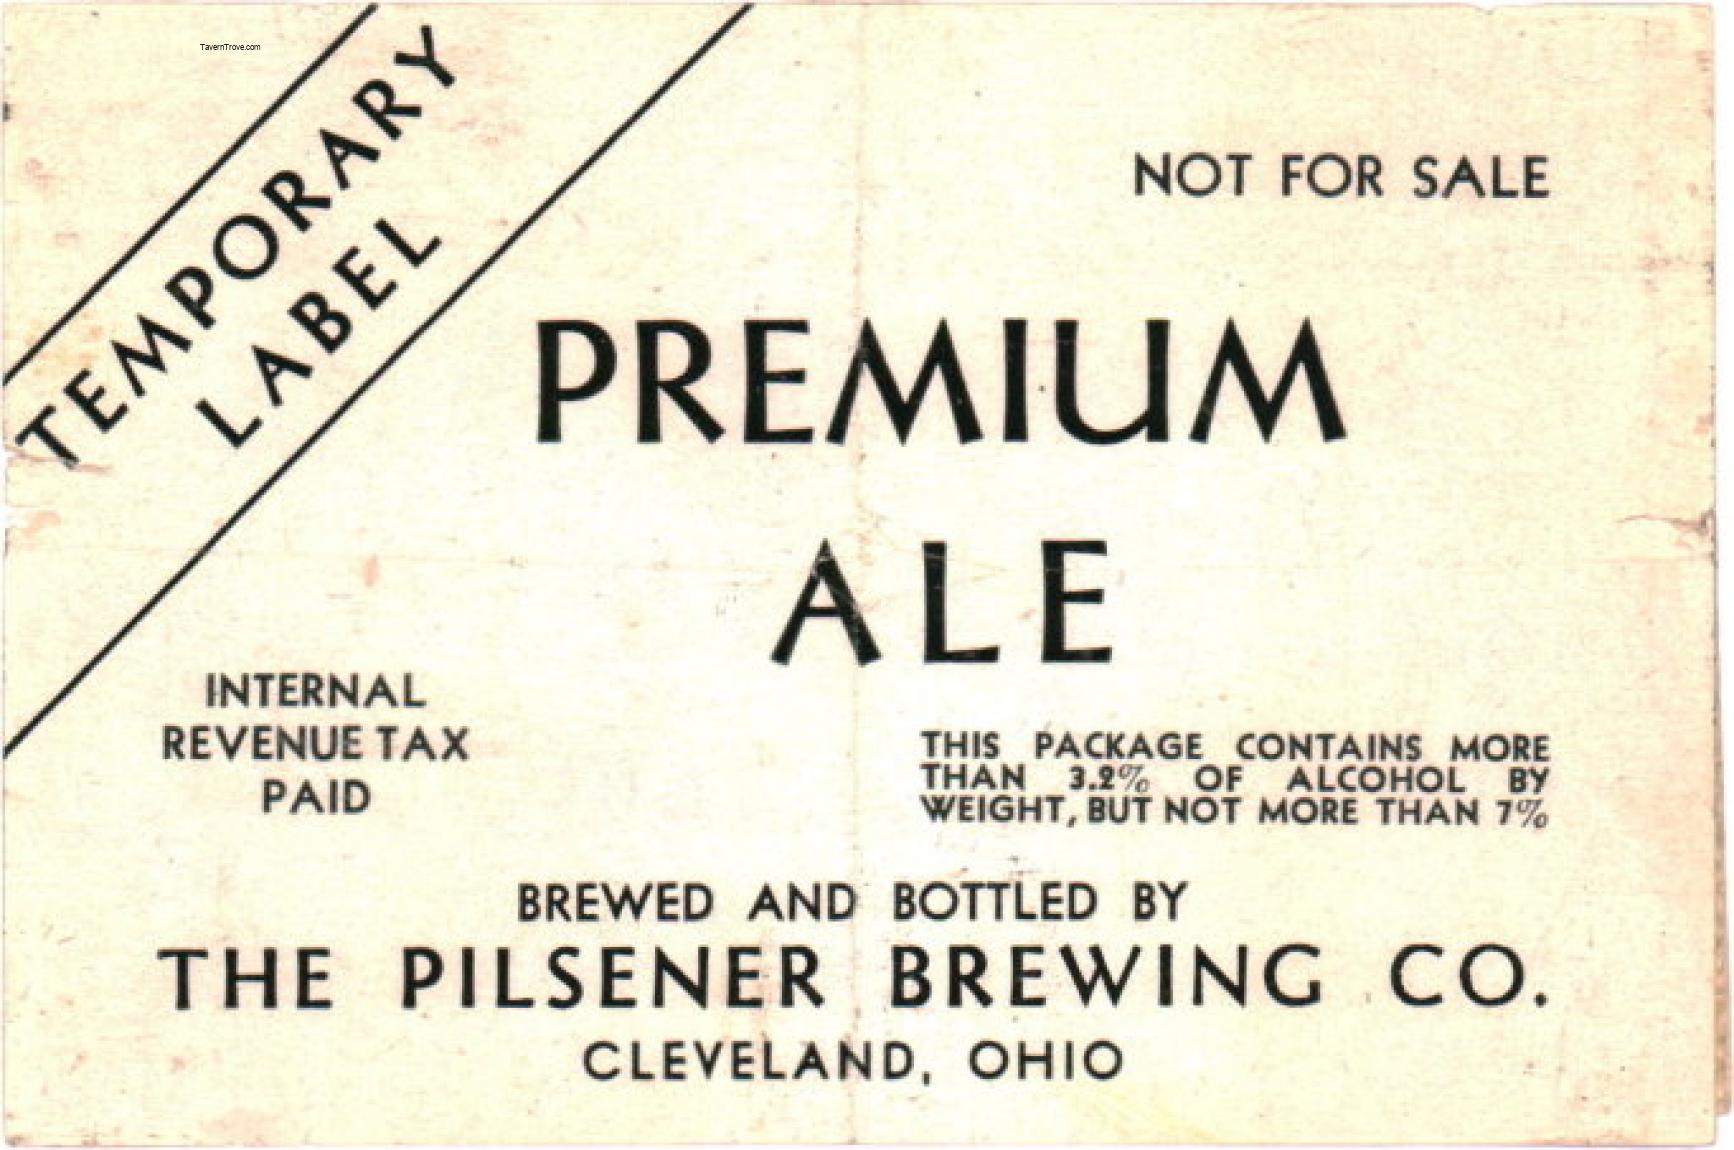 TavernTrove.com
TEMPORARY
LABEL
NOT FOR SALE
PREMIUM
ALE
INTERNAL
REVENUE TAX
PAID
THIS PACKAGE CONTAINS MORE
THAN 3.2% OF ALCOHOL BY
WEIGHT, BUT NOT MORE THAN 7%
BREWED AND BOTTLED BY
THE PILSENER BREWING CO.
CLEVELAND, OHIO